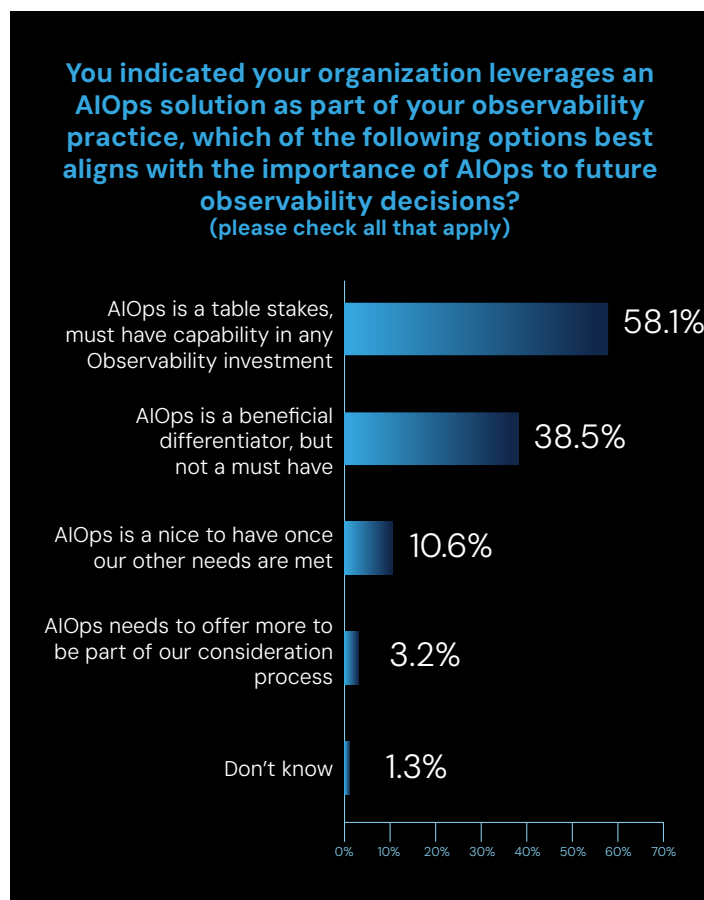 You indicated your organization leverages an
AIOps solution as part of your observability
practice, which of the following options best
aligns with the importance of AIOps to future
observability decisions?
(please check all that apply)
AIOps is a table stakes,
must have capability in any
Observability investment
58.1%
AIOps is a beneficial
differentiator, but
not a must have
38.5%
AIOps is a nice to have once
our other needs are met
10.6%
AIOps needs to offer more to
be part of our consideration
process
3.2%
Don’t know
1.3%
0% 10% 20% 30% 40% 50% 60% 70%